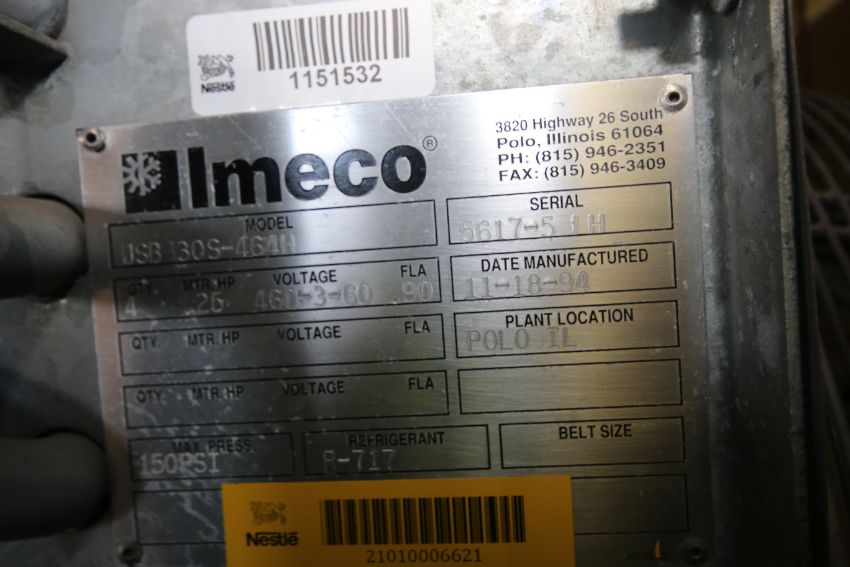 Nestlé
1151532
Imeco®
3820 Highway 26 South
Polo, Illinois 61064
PH: (815) 946-2351
FAX: (815) 946-3409
MODEL
SERIAL
5617-5 1H
QTY. MTR. HP VOLTAGE FLA
4 .25 460-3-60 .90
DATE MANUFACTURED
11-18-94
QTY. MTR. HP VOLTAGE FLA
PLANT LOCATION
POLO IL
QTY. MTR. HP VOLTAGE FLA
MAX. PRESS.
150PSI
REFRIGERANT
R-717
BELT SIZE
Nestlé
21010006621